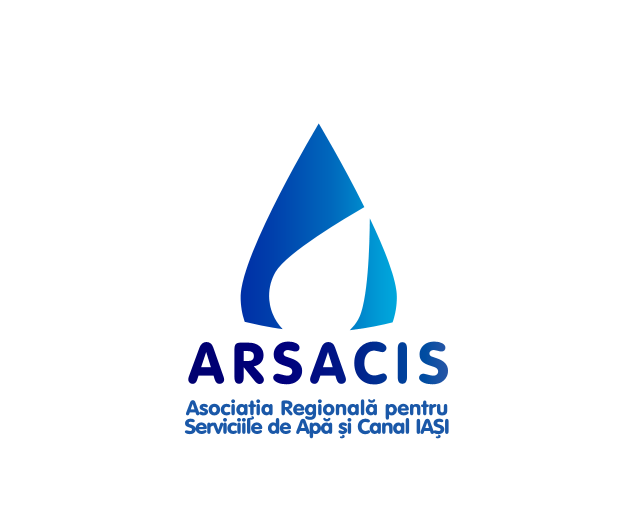 ARSACIS
Asociația Regională pentru
Serviciile de Apă și Canal IAȘI